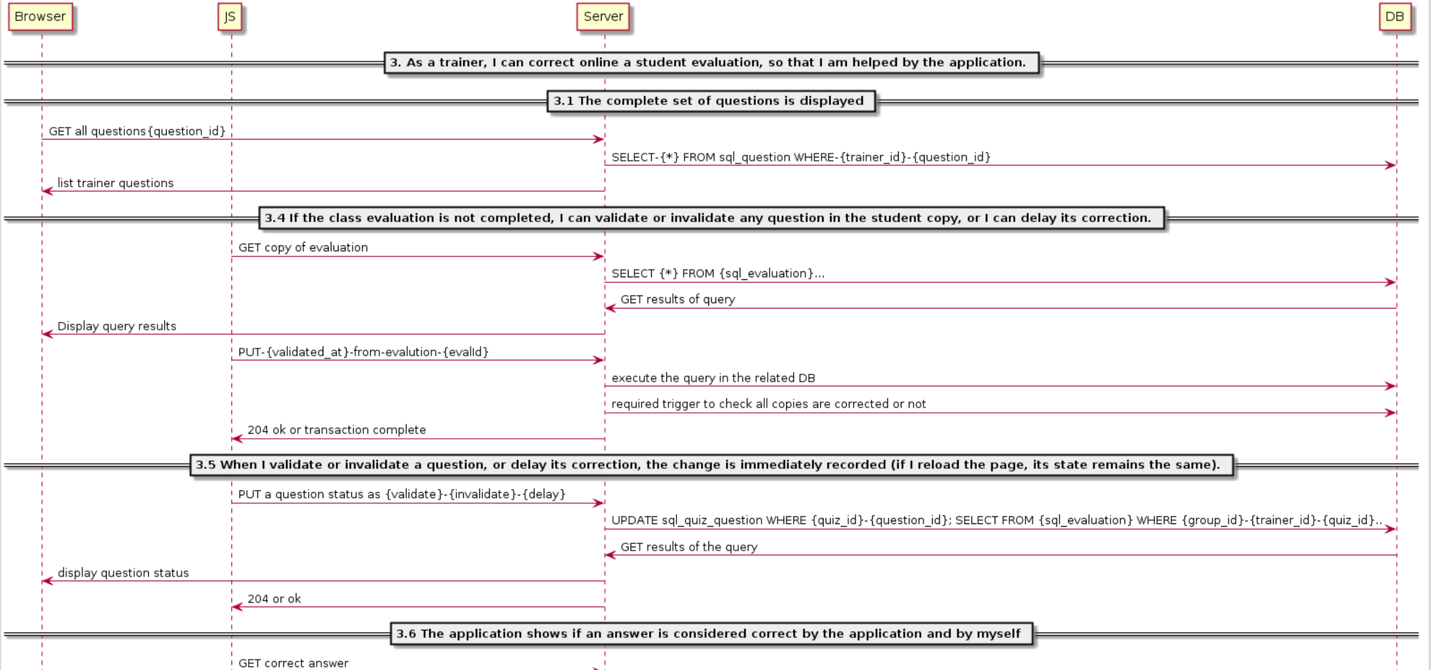 Browser JS Server DB
3. As a trainer, I can correct online a student evaluation, so that I am helped by the application.
3.1 The complete set of questions is displayed
GET all questions{question_id}
SELECT-{*} FROM sql_question WHERE-{trainer_id}-{question_id}
list trainer questions
3.4 If the class evaluation is not completed, I can validate or invalidate any question in the student copy, or I can delay its correction.
GET copy of evaluation
SELECT {*} FROM {sql_evaluation}...
GET results of query
Display query results
PUT-{validated_at}-from-evalution-{evalId}
execute the query in the related DB
required trigger to check all copies are corrected or not
204 ok or transaction complete
3.5 When I validate or invalidate a question, or delay its correction, the change is immediately recorded (if I reload the page, its state remains the same).
PUT a question status as {validate}-{invalidate}-{delay}
UPDATE sql_quiz_question WHERE {quiz_id}-{question_id}; SELECT FROM {sql_evaluation} WHERE {group_id}-{trainer_id}-{quiz_id}..
GET results of the query
display question status
204 or ok
3.6 The application shows if an answer is considered correct by the application and by myself
GET correct answer